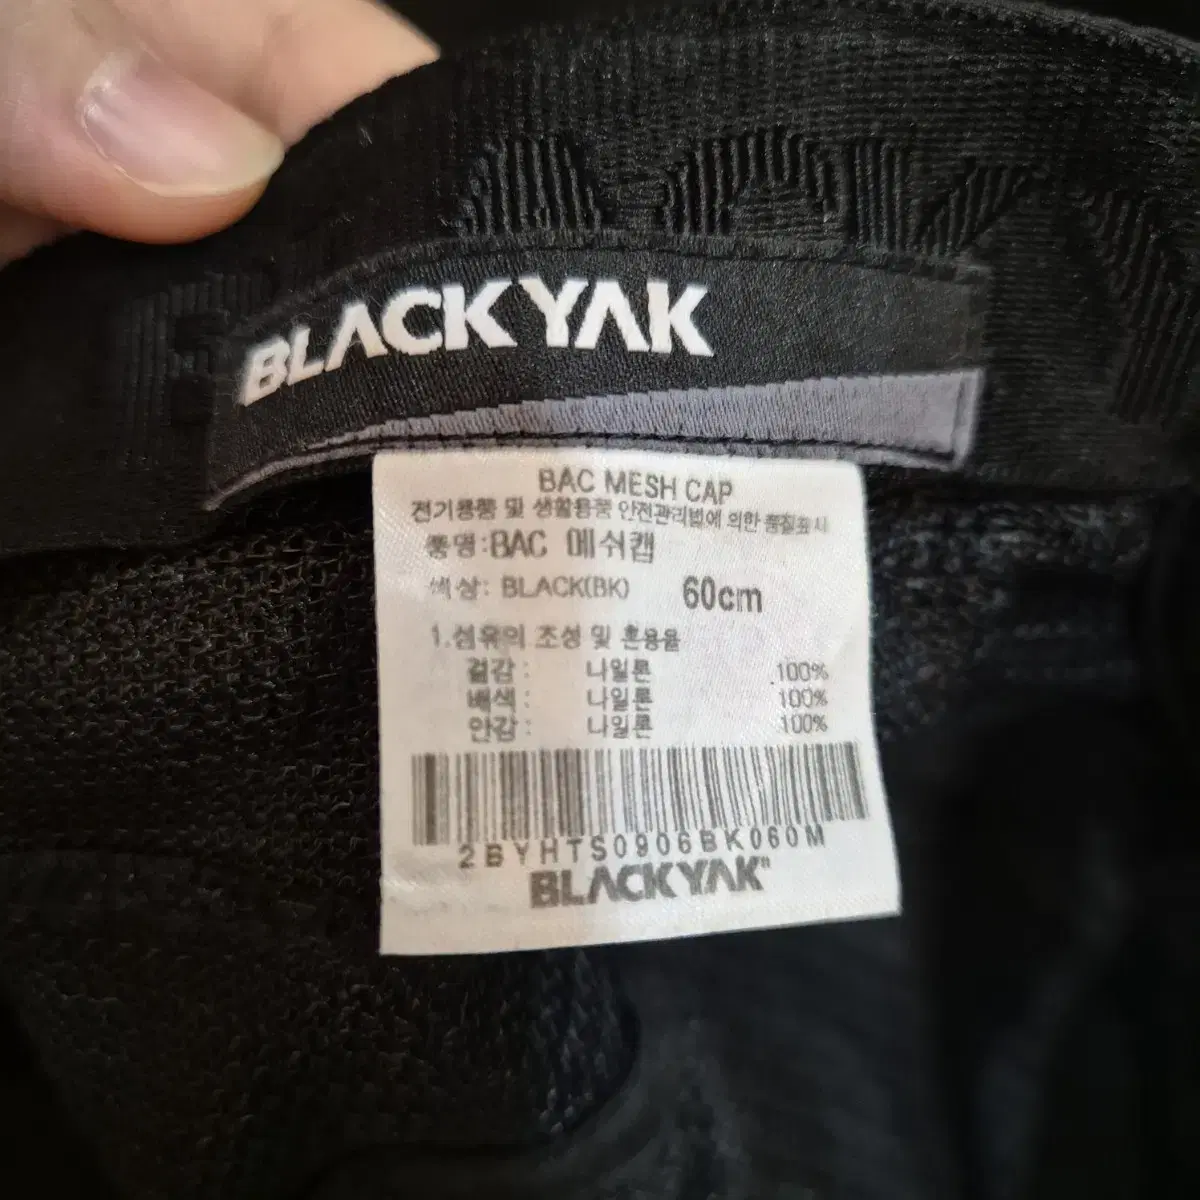 BLACKYAK
BAC MESH CAP
전기용품 및 생활용품 안전관리법에 의한 품질표시
품명:BAC 메쉬캡
색상: BLACK(BK) 60cm
1.섬유의 조성 및 혼용율
겉감 : 나일론 100%
배색 : 나일론 100%
안감 : 나일론 100%
2BYHTS0906BK060M
BLACKYAK®